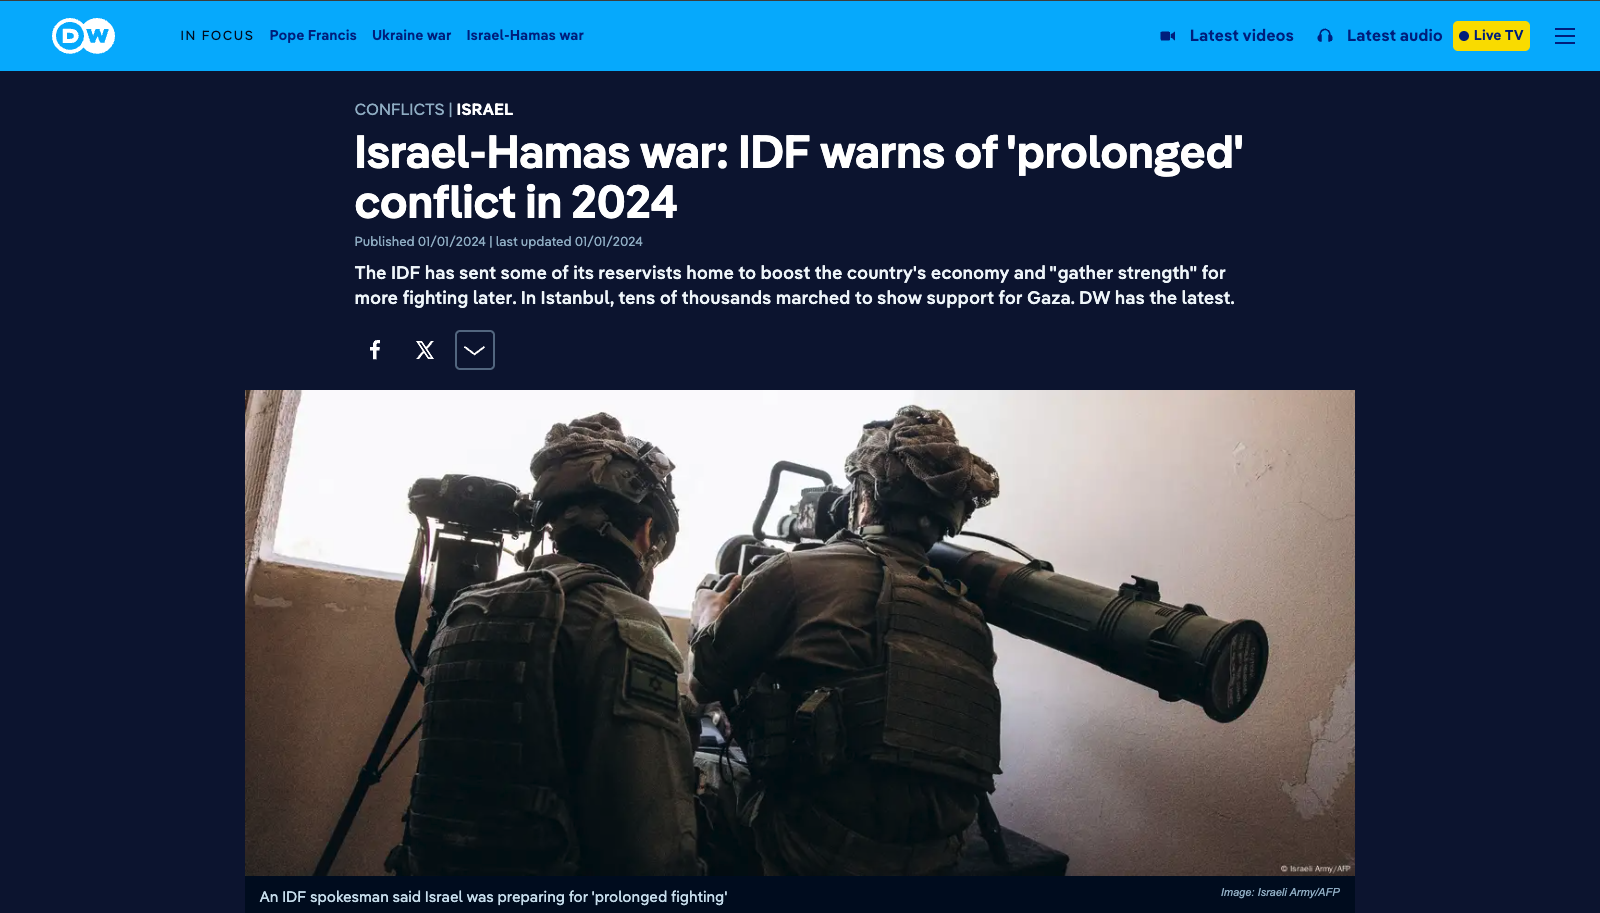 DW
IN FOCUS Pope Francis Ukraine war Israel-Hamas war
Latest videos Latest audio Live TV
CONFLICTS | ISRAEL
Israel-Hamas war: IDF warns of 'prolonged'
conflict in 2024
Published 01/01/2024 | last updated 01/01/2024
The IDF has sent some of its reservists home to boost the country's economy and "gather strength" for
more fighting later. In Istanbul, tens of thousands marched to show support for Gaza. DW has the latest.
© Israeli Army/AFP
An IDF spokesman said Israel was preparing for 'prolonged fighting'
Image: Israeli Army/AFP